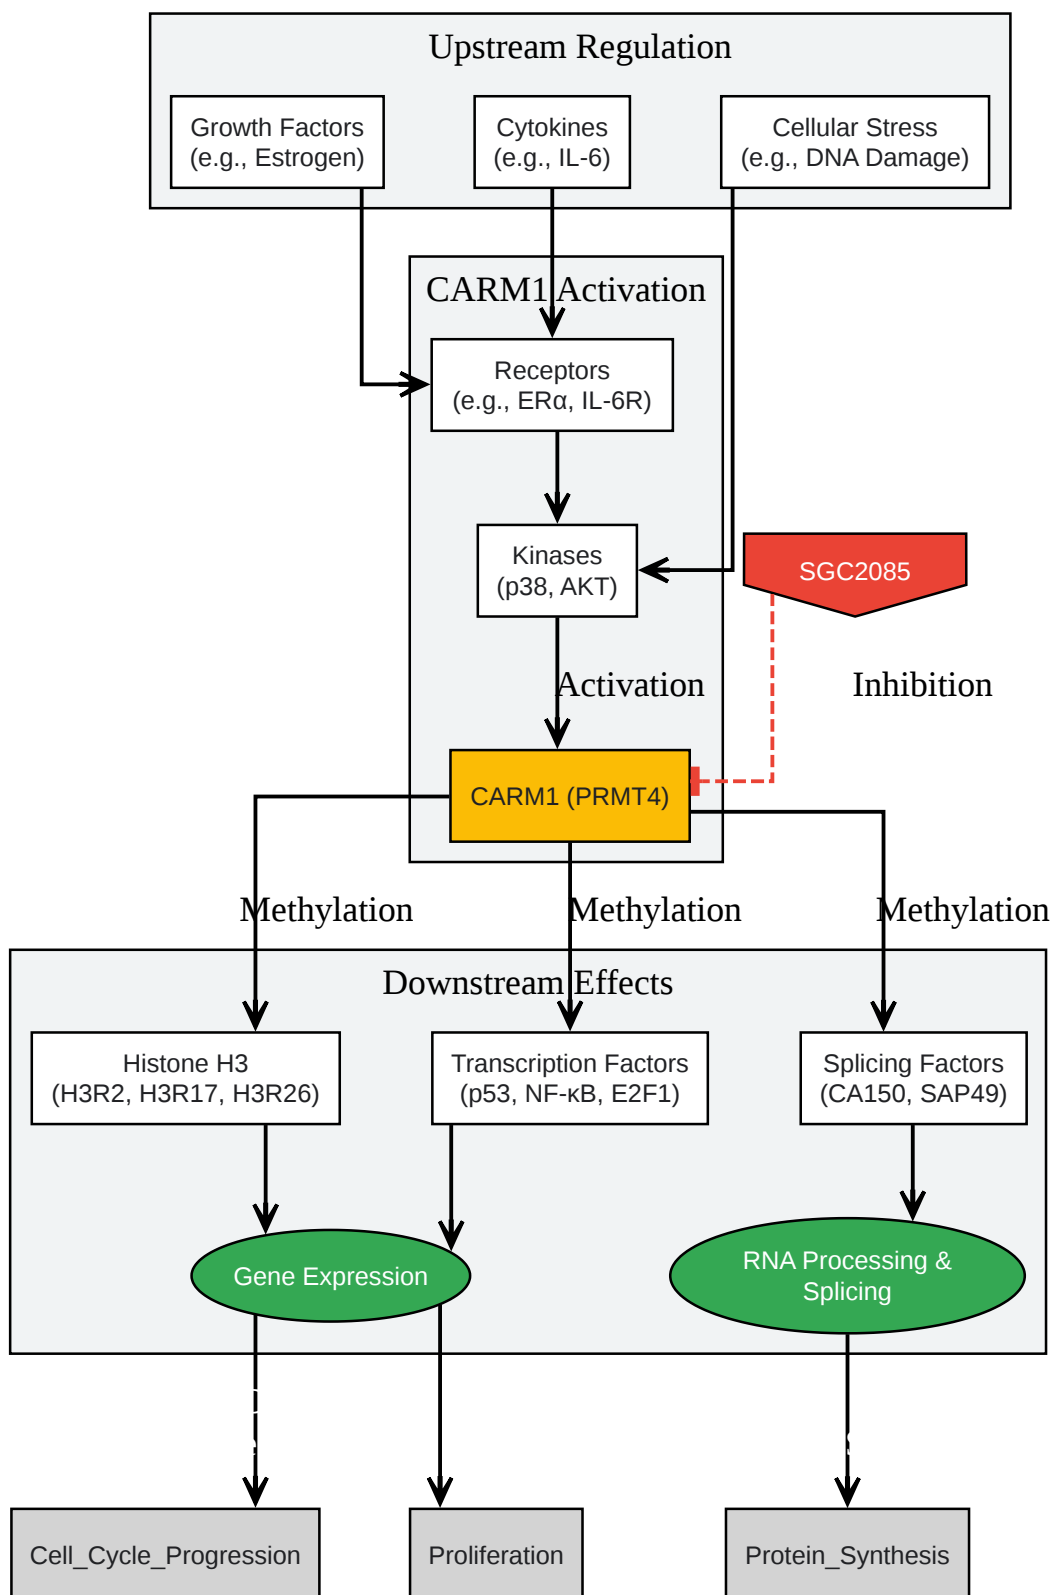 Upstream Regulation
Growth Factors
(e.g., Estrogen)
Cytokines
(e.g., IL-6)
Cellular Stress
(e.g., DNA Damage)
CARM1 Activation
Receptors
(e.g., ERα, IL-6R)
Kinases
(p38, AKT)
SGC2085
Activation
Inhibition
CARM1 (PRMT4)
Methylation
Methylation
Methylation
Downstream Effects
Histone H3
(H3R2, H3R17, H3R26)
Transcription Factors
(p53, NF-κB, E2F1)
Splicing Factors
(CA150, SAP49)
Gene Expression
RNA Processing &
Splicing
Cell_Cycle_Progression
Proliferation
Protein_Synthesis